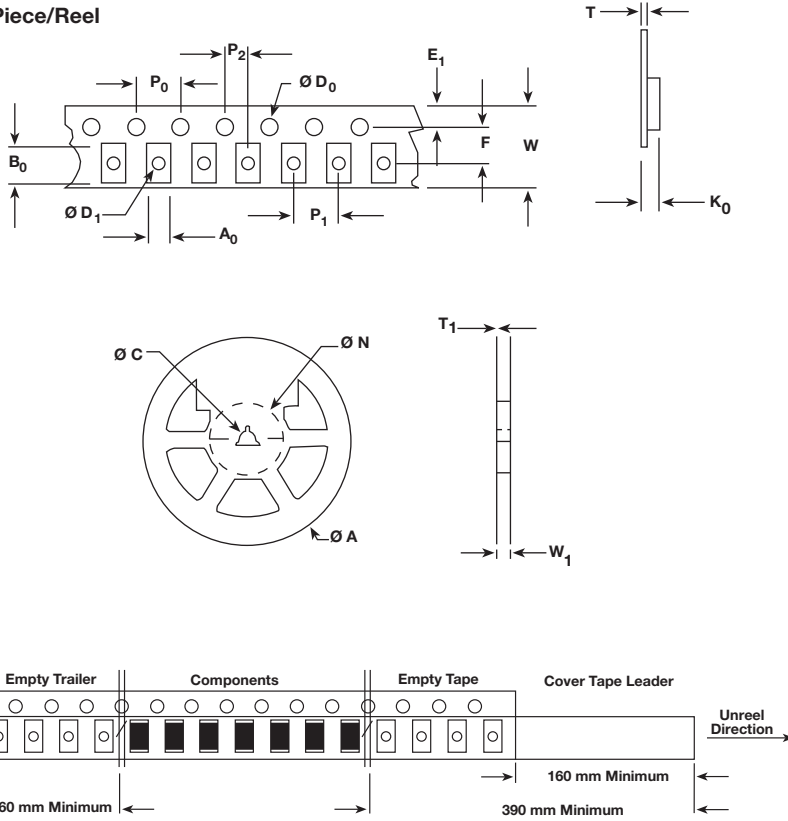 Piece/Reel
T
P2
E1
P0
Ø D0
F
W
B0
K0
Ø D1
P1
A0
T1
Ø C
Ø N
Ø A
W1
Empty Trailer
Components
Empty Tape
Cover Tape Leader
Unreel
Direction
160 mm Minimum
60 mm Minimum
390 mm Minimum